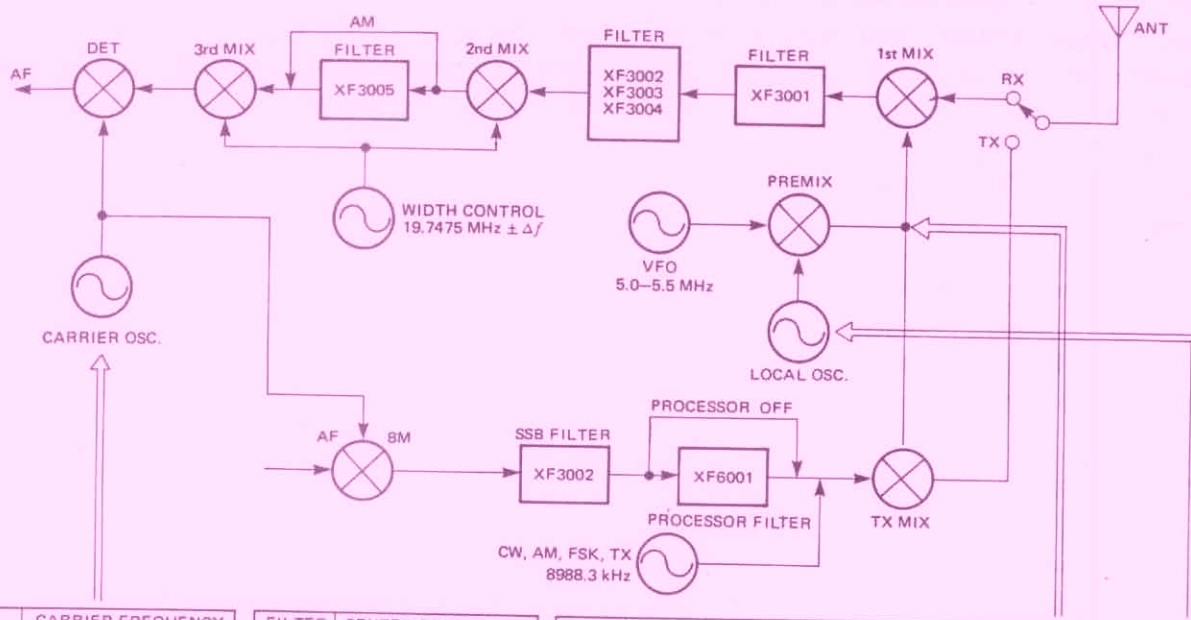 AM
ANT
DET
3rd MIX
FILTER
2nd MIX
FILTER
FILTER
1st MIX
AF
XF3005
XF3002
XF3003
XF3004
XF3001
RX
TX
PREMIX
WIDTH CONTROL
19.7475 MHz ± Δf
VFO
5.0–5.5 MHz
CARRIER OSC.
LOCAL OSC.
PROCESSOR OFF
AF
BM
SSB FILTER
XF3002
XF6001
PROCESSOR FILTER
TX MIX
CW, AM, FSK, TX
8988.3 kHz
CARRIER FREQUENCY
FILTER